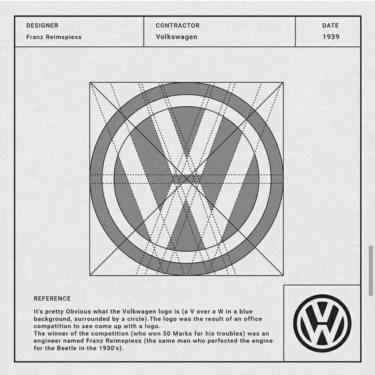 DESIGNER
Franz Reimspiess
CONTRACTOR
Volkswagen
DATE
1939
REFERENCE
It's pretty Obvious what the Volkwagen logo is (a V over a W in a blue
background, surrounded by a circle).The logo was the result of an office
competition to see come up with a logo.
The winner of the competition (who won 50 Marks for his troubles) was an
engineer named Franz Reimspiess (the same man who perfected the engine
for the Beetle in the 1930's).